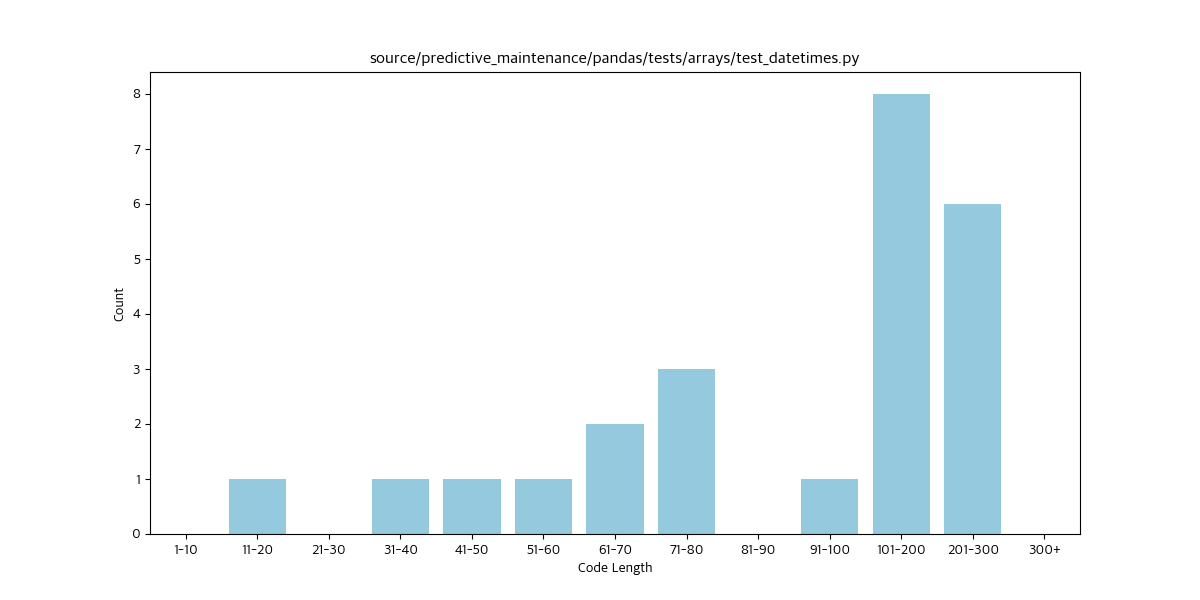 source/predictive_maintenance/pandas/tests/arrays/test_datetimes.py
8
7
6
5
4
3
2
1
0
Count
1-10 11-20 21-30 31-40 41-50 51-60 61-70 71-80 81-90 91-100 101-200 201-300 300+
Code Length